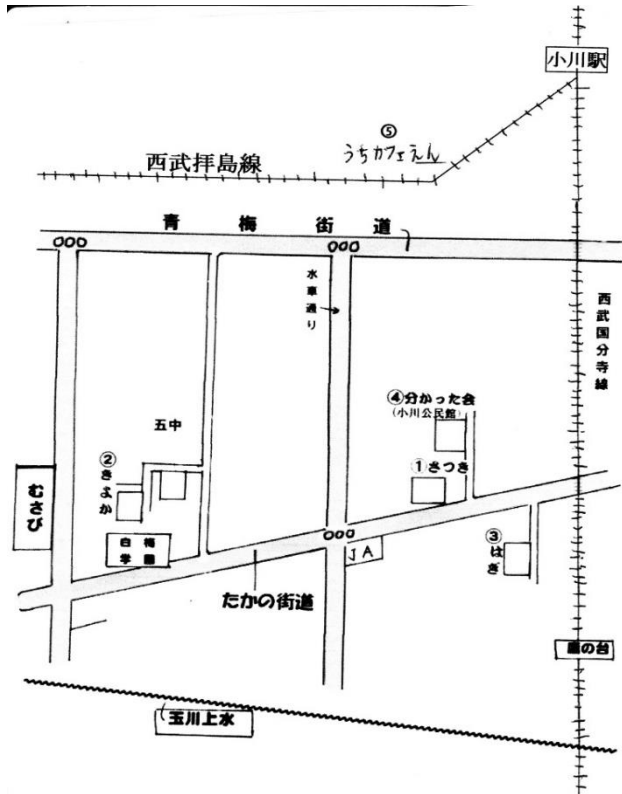 小川駅
⑤
うちカフェえん
西武拝島線
青梅街道
水車通り
西武国分寺線
④分かった会
(小川公民館)
五中
②きよか
①さつき
むさび
白梅
学園
JA
③はぎ
たかの街道
鷹の台
玉川上水